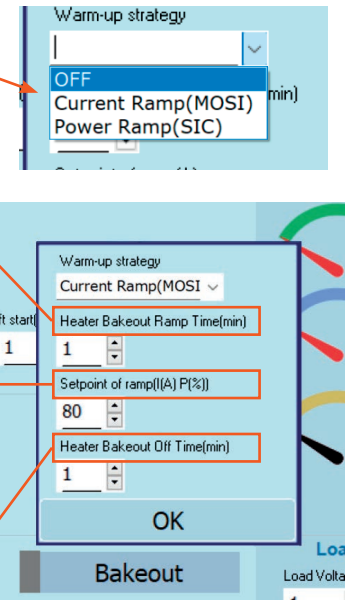 Warm-up strategy
OFF
Current Ramp(MOSI)
min)
Power Ramp(SIC)
Warm-up strategy
Current Ramp(MOSI
ft start(
Heater Bakeout Ramp Time(min)
1
1
Setpoint of ramp(I(A) P(%))
80
Heater Bakeout Off Time(min)
1
OK
Loa
Bakeout
Load Volta